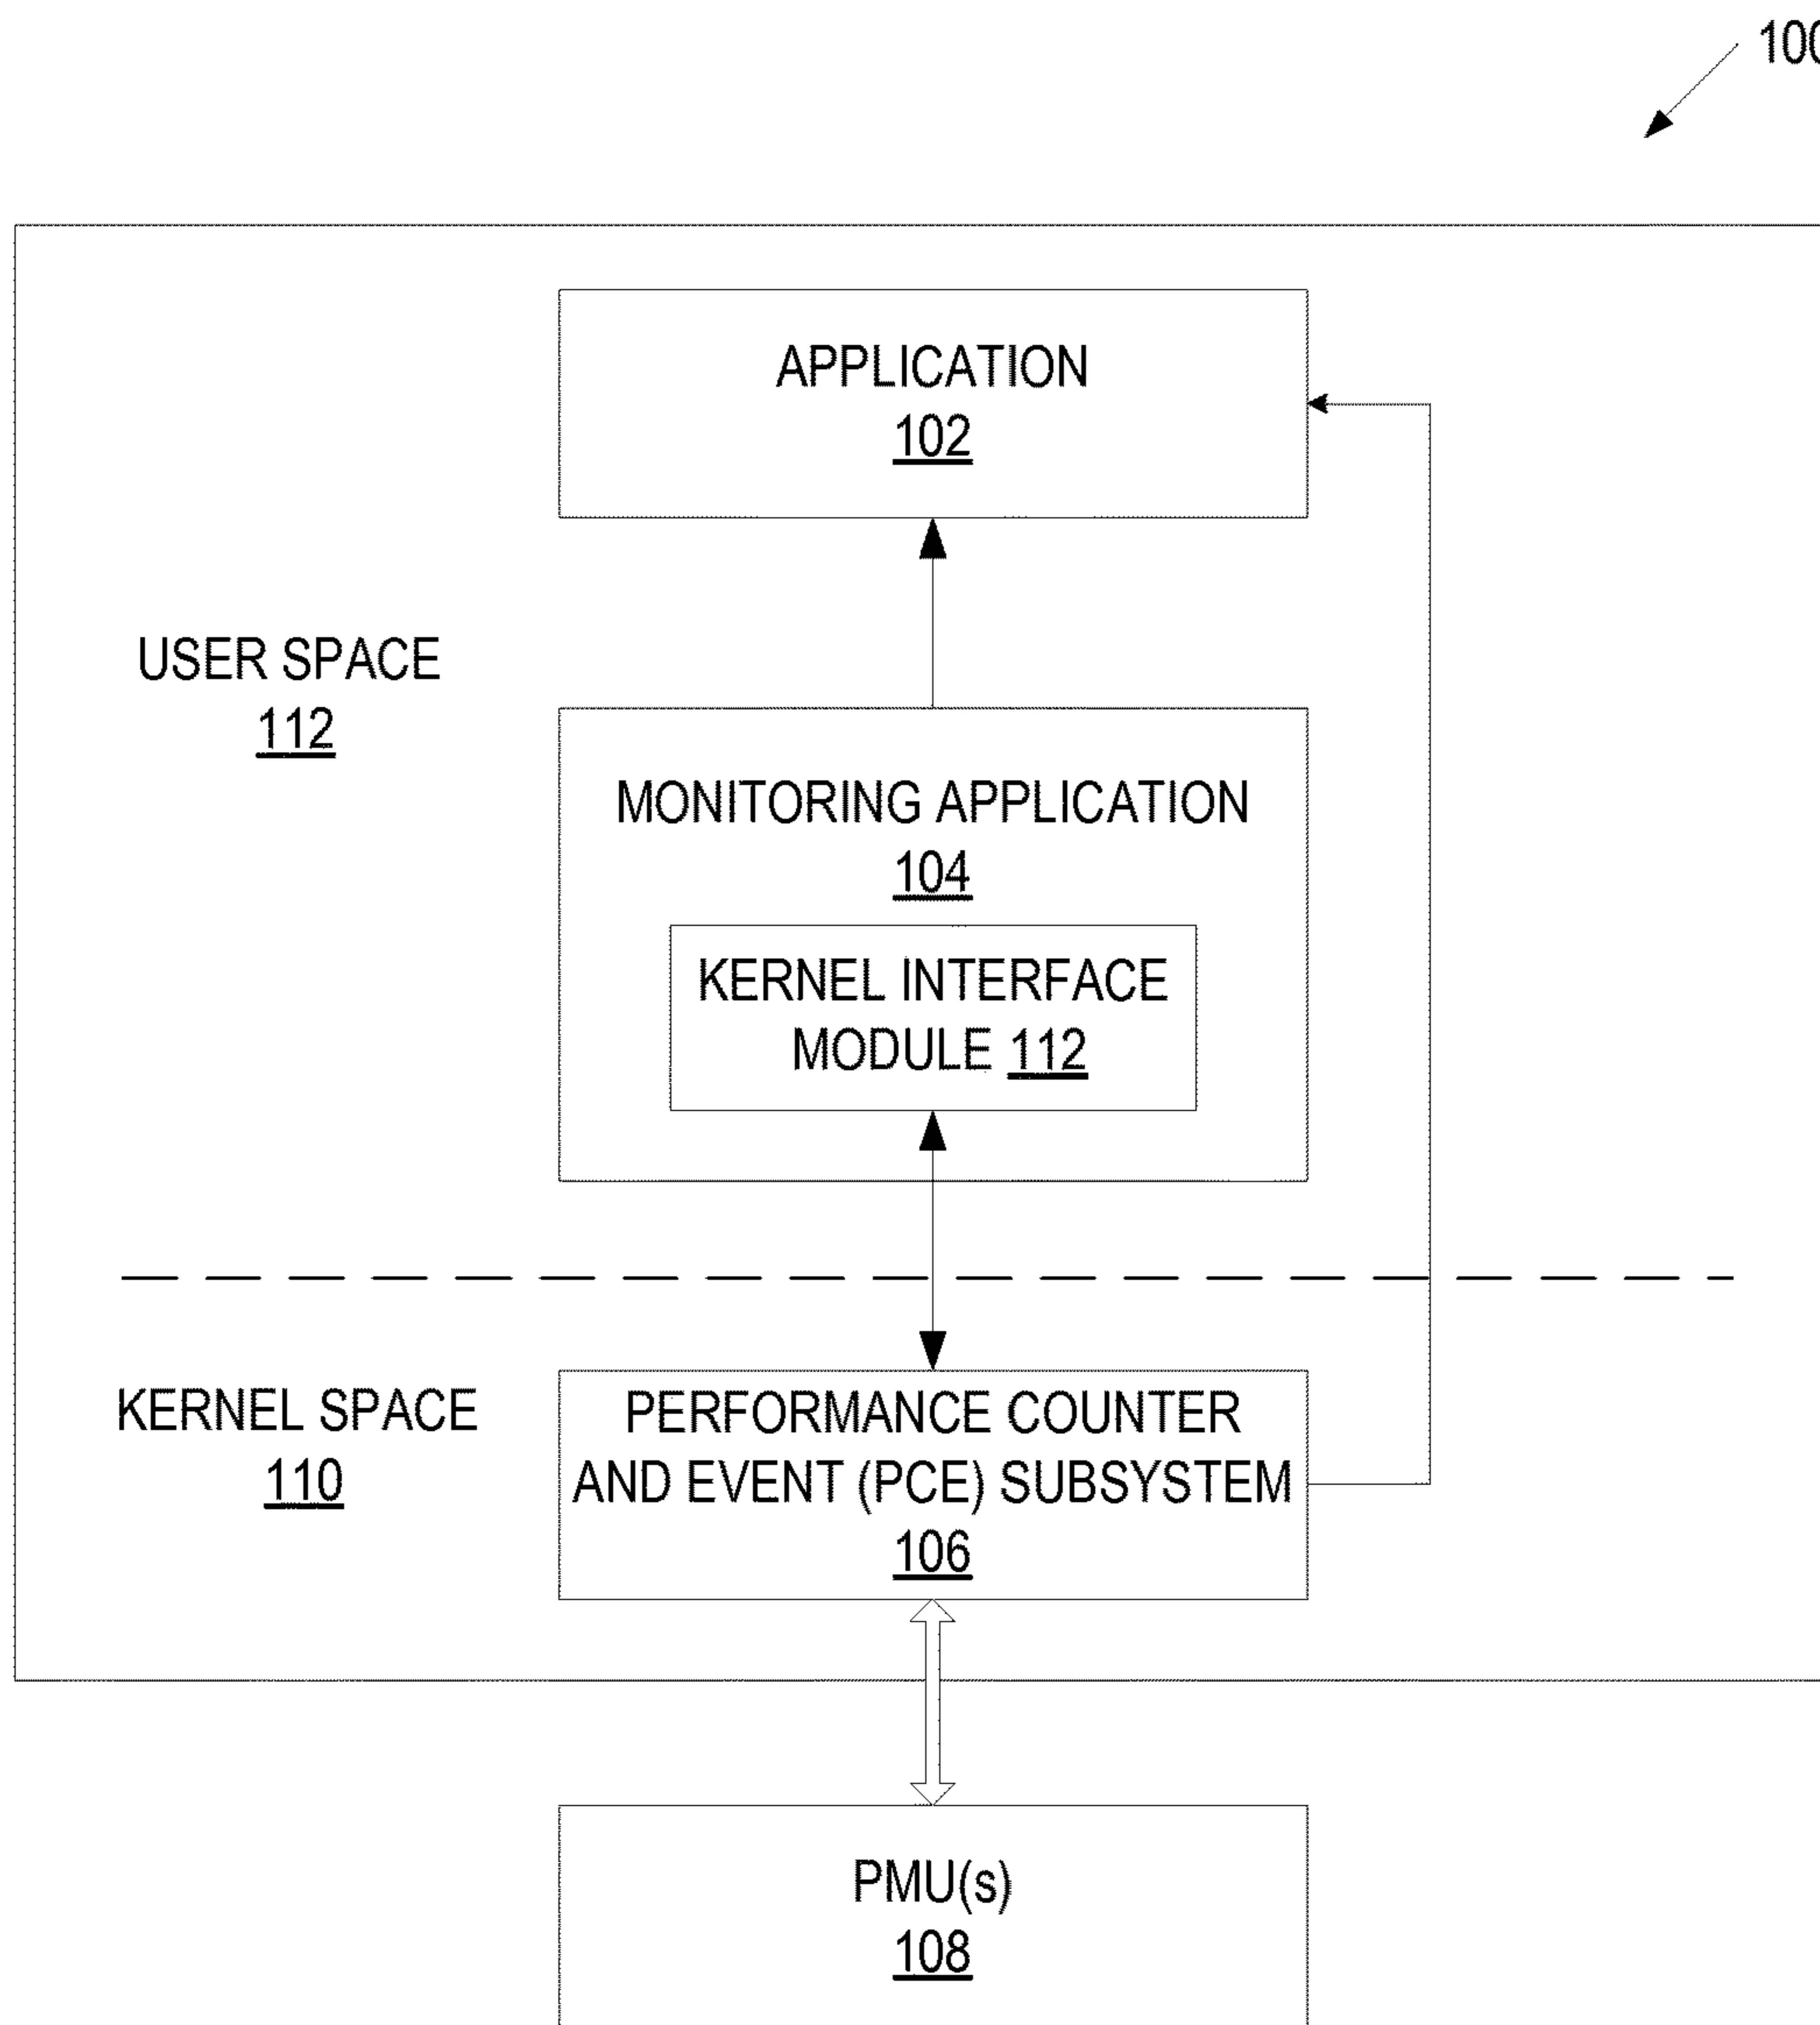 100
APPLICATION
102
USER SPACE
112
MONITORING APPLICATION
104
KERNEL INTERFACE
MODULE 112
KERNEL SPACE
110
PERFORMANCE COUNTER
AND EVENT (PCE) SUBSYSTEM
106
PMU(s)
108